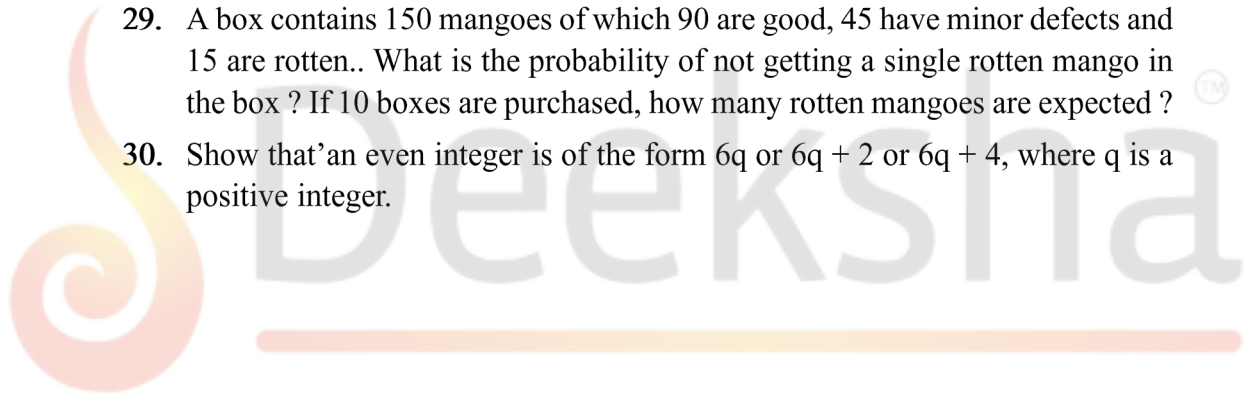 29. A box contains 150 mangoes of which 90 are good, 45 have minor defects and
15 are rotten.. What is the probability of not getting a single rotten mango in
the box ? If 10 boxes are purchased, how many rotten mangoes are expected ?
30. Show that’an even integer is of the form 6q or 6q + 2 or 6q + 4, where q is a
positive integer.
Deeksha
TM